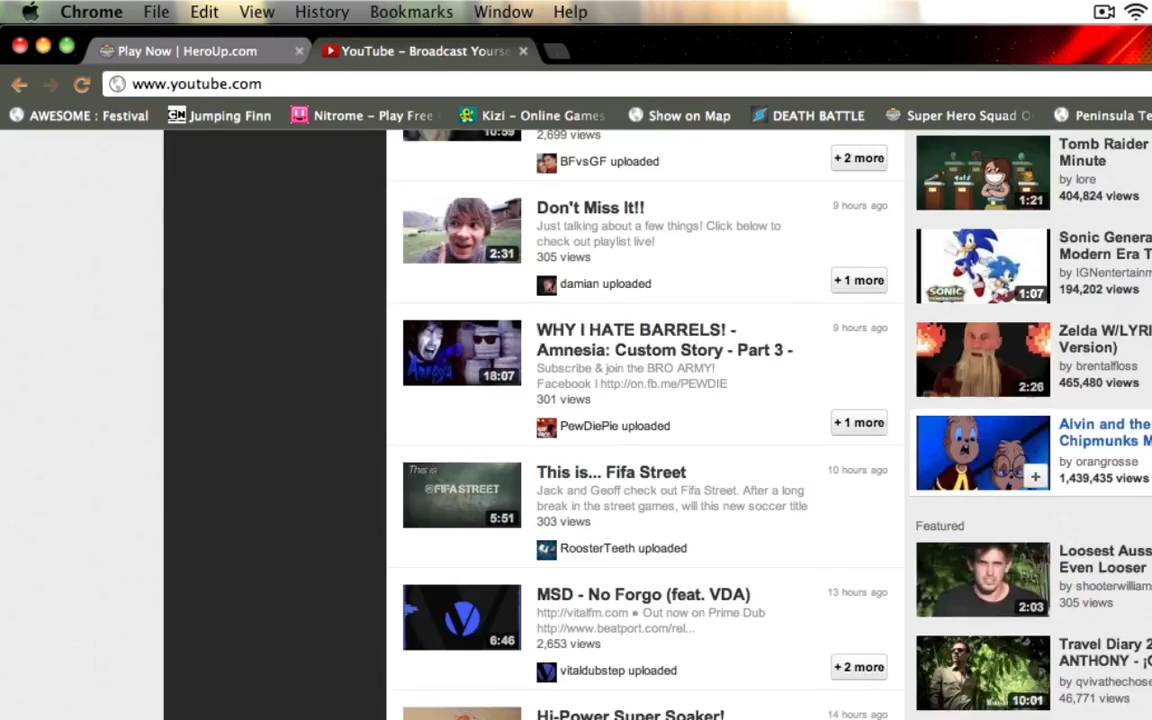 Chrome File Edit View History Bookmarks Window Help
Play Now | HeroUp.com
YouTube – Broadcast Yourse
www.youtube.com
AWESOME : Festival
Jumping Finn
Nitrome – Play Free
Kizi – Online Games
Show on Map
DEATH BATTLE
Super Hero Squad O
Peninsula Te
10:59
2,699 views
BFvsGF uploaded
+ 2 more
2:31
Don't Miss It!!
9 hours ago
Just talking about a few things! Click below to
check out playlist live!
305 views
damian uploaded
+ 1 more
Amnesia
18:07
WHY I HATE BARRELS! -
9 hours ago
Amnesia: Custom Story - Part 3 -
Subscribe & join the BRO ARMY!
Facebook l http://on.fb.me/PEWDIE
301 views
PewDiePie uploaded
+ 1 more
This is
FIFA STREET
5:51
This is... Fifa Street
10 hours ago
Jack and Geoff check out Fifa Street. After a long
break in the street games, will this new soccer title
303 views
RoosterTeeth uploaded
6:46
MSD - No Forgo (feat. VDA)
13 hours ago
http://vitalfm.com ● Out now on Prime Dub
http://www.beatport.com/rel...
2,653 views
vitaldubstep uploaded
+ 2 more
Hi-Power Super Soaker!
14 hours ago
1:21
Tomb Raider
Minute
by lore
404,824 views
SONIC
1:07
Sonic Genera
Modern Era T
by IGNentertainm
194,202 views
2:26
Zelda W/LYRI
Version)
by brentalfloss
465,480 views
+
Alvin and the
Chipmunks M
by orangrosse
1,439,435 views
Featured
2:03
Loosest Auss
Even Looser
by shooterwilliam
305 views
10:01
Travel Diary 2
ANTHONY - ¡C
by qvivathechose
46,771 views